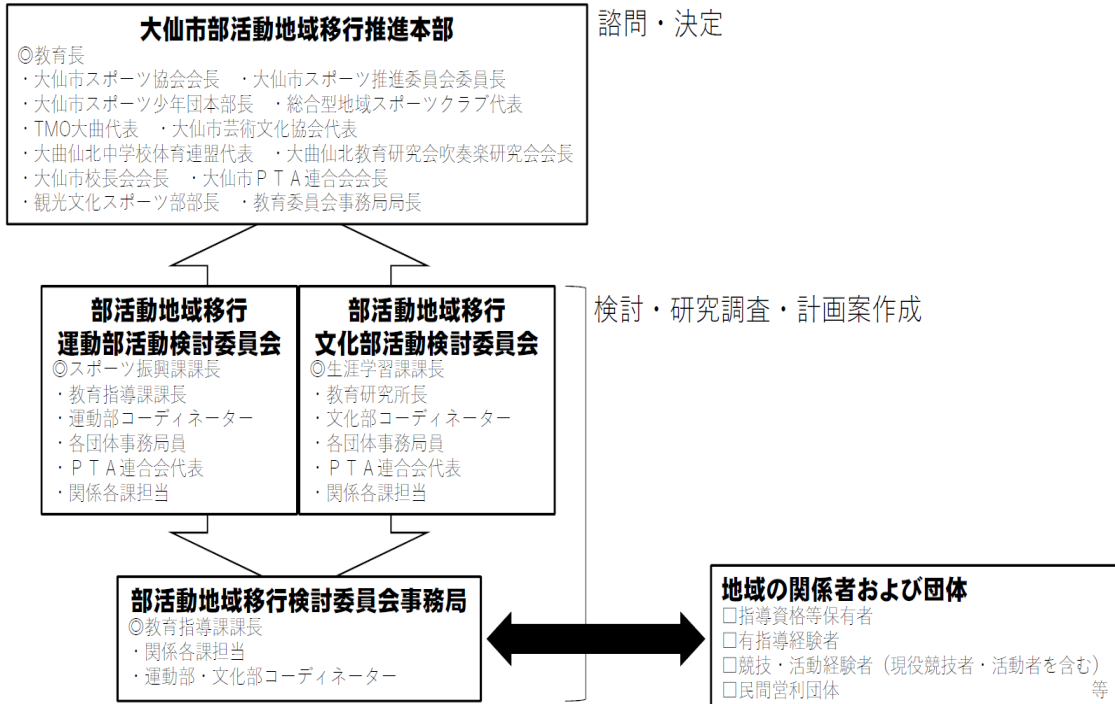 大仙市部活動地域移行推進本部
◎教育長
・大仙市スポーツ協会会長　・大仙市スポーツ推進委員会委員長
・大仙市スポーツ少年団本部長　・総合型地域スポーツクラブ代表
・TMO大曲代表　・大仙市芸術文化協会代表
・大曲仙北中学校体育連盟代表　・大曲仙北教育研究会吹奏楽研究会会長
・大仙市校長会会長　・大仙市ＰＴＡ連合会会長
・観光文化スポーツ部部長　・教育委員会事務局局長
諮問・決定
部活動地域移行
運動部活動検討委員会
◎スポーツ振興課課長
・教育指導課課長
・運動部コーディネーター
・各団体事務局員
・ＰＴＡ連合会代表
・関係各課担当
部活動地域移行
文化部活動検討委員会
◎生涯学習課課長
・教育研究所長
・文化部コーディネーター
・各団体事務局員
・ＰＴＡ連合会代表
・関係各課担当
検討・研究調査・計画案作成
部活動地域移行検討委員会事務局
◎教育指導課課長
・関係各課担当
・運動部・文化部コーディネーター
地域の関係者および団体
□指導資格等保有者
□有指導経験者
□競技・活動経験者（現役競技者・活動者を含む）
□民間営利団体　等